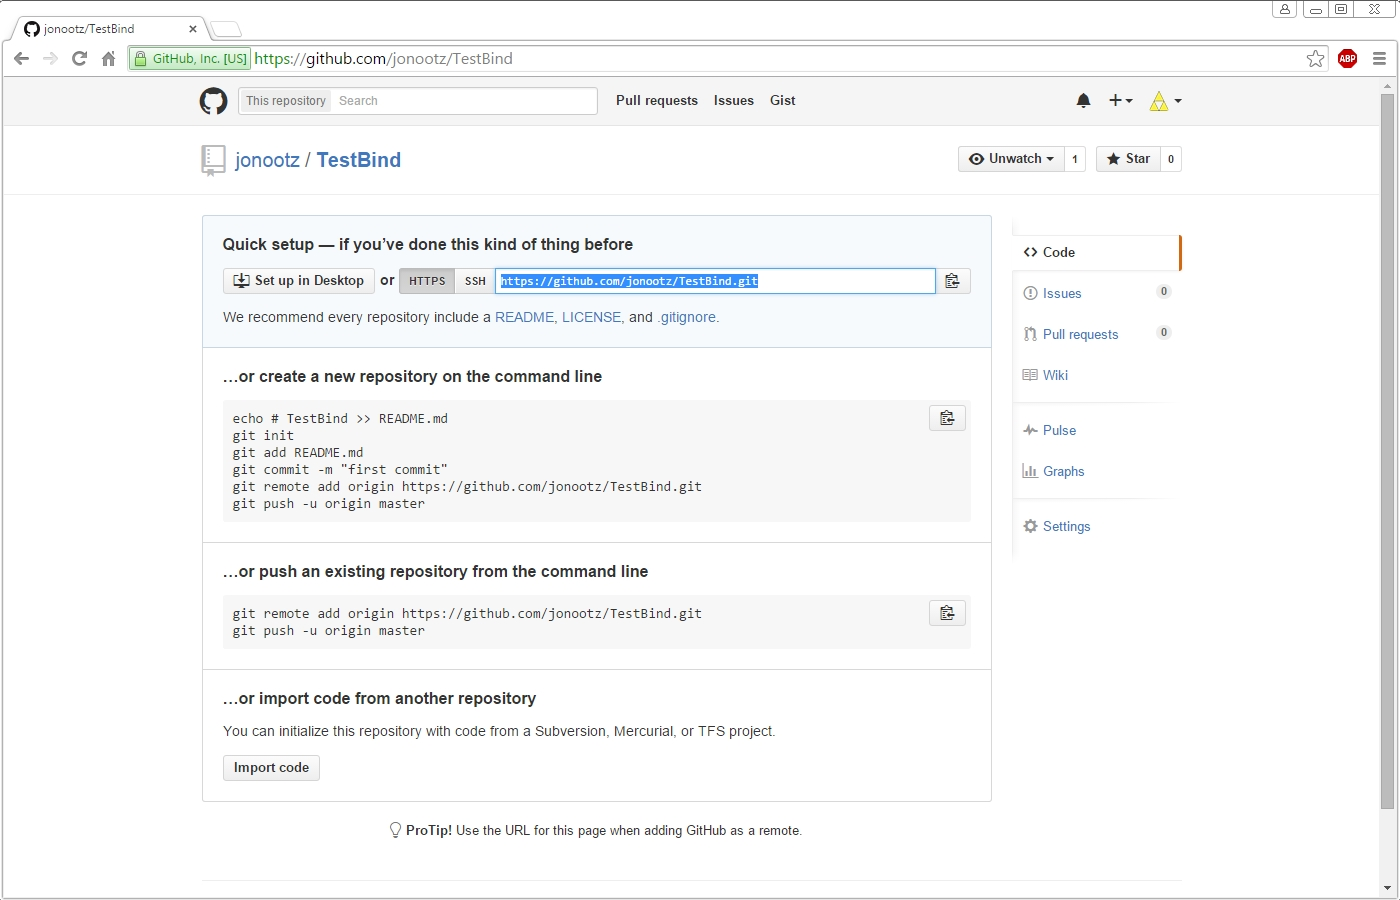 jonootz/TestBind
GitHub, Inc. [US] https://github.com/jonootz/TestBind
ABP
This repository Search Pull requests Issues Gist
jonootz / TestBind
Unwatch 1 Star 0
Quick setup — if you’ve done this kind of thing before
Set up in Desktop or HTTPS SSH https://github.com/jonootz/TestBind.git
We recommend every repository include a README, LICENSE, and .gitignore.
…or create a new repository on the command line
echo # TestBind >> README.md
git init
git add README.md
git commit -m "first commit"
git remote add origin https://github.com/jonootz/TestBind.git
git push -u origin master
…or push an existing repository from the command line
git remote add origin https://github.com/jonootz/TestBind.git
git push -u origin master
…or import code from another repository
You can initialize this repository with code from a Subversion, Mercurial, or TFS project.
Import code
ProTip! Use the URL for this page when adding GitHub as a remote.
Code
Issues 0
Pull requests 0
Wiki
Pulse
Graphs
Settings